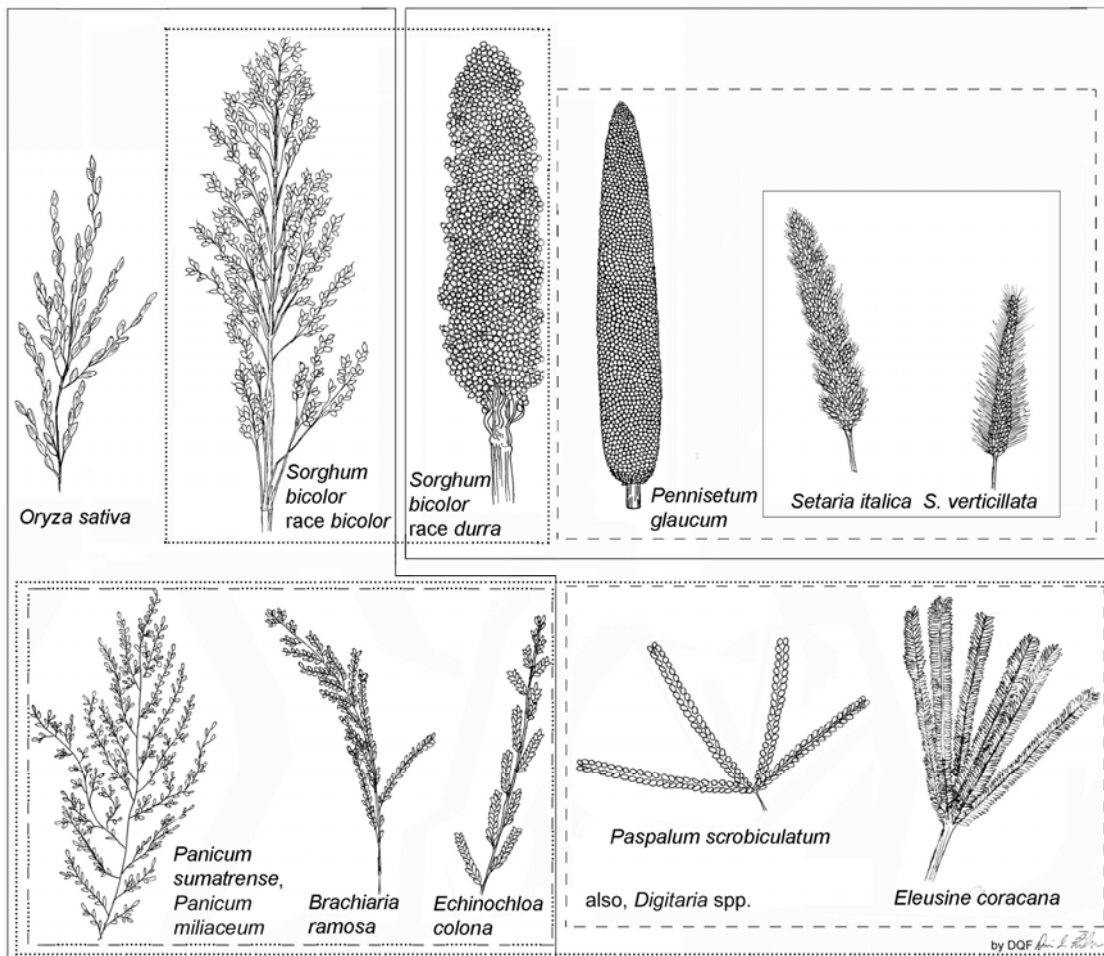 Oryza sativa
Sorghum
bicolor
race bicolor
Sorghum
bicolor
race durra
Pennisetum
glaucum
Setaria italica S. verticillata
Panicum
sumatrense,
Panicum
miliaceum
Brachiaria
ramosa
Echinochloa
colona
Paspalum scrobiculatum
also, Digitaria spp.
Eleusine coracana
by DQF